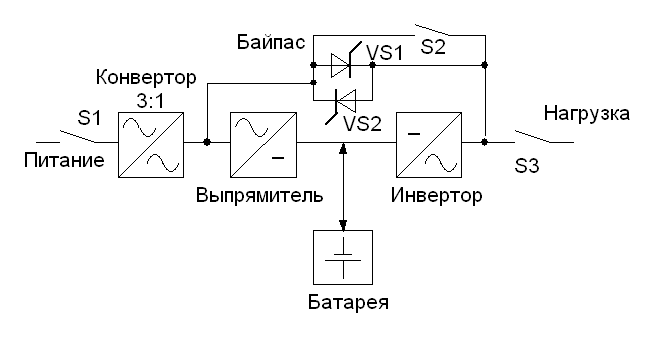 Байпас
VS1
S2
Конвертор
3:1
S1
VS2
Нагрузка
Питание
S3
Выпрямитель
Инвертор
Батарея